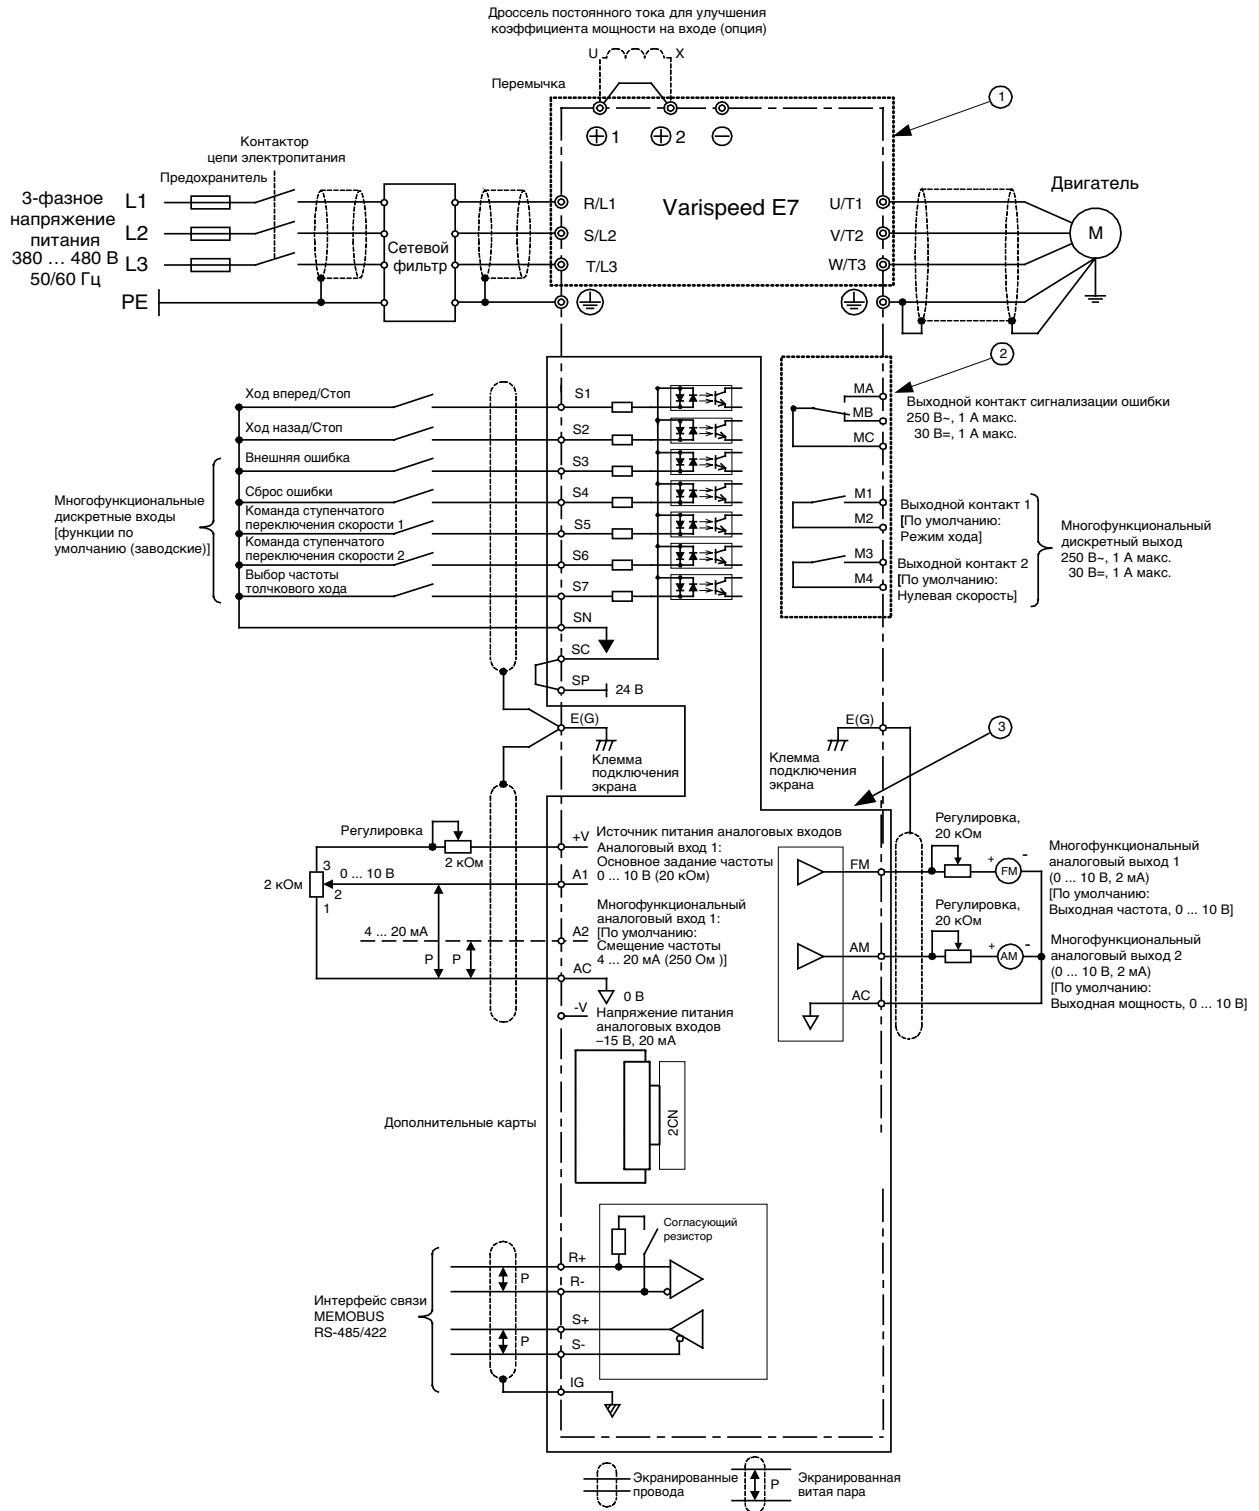 Дроссель постоянного тока для улучшения
коэффициента мощности на входе (опция)
U
X
Перемычка
1
1
2
Контактор
цепи электропитания
Предохранитель
3-фазное
напряжение
питания
380 ... 480 В
50/60 Гц
L1
L2
L3
PE
Сетевой
фильтр
R/L1
S/L2
T/L3
Varispeed E7
U/T1
V/T2
W/T3
Двигатель
M
2
Ход вперед/Стоп
Ход назад/Стоп
Внешняя ошибка
Сброс ошибки
Команда ступенчатого
переключения скорости 1
Команда ступенчатого
переключения скорости 2
Выбор частоты
толчкового хода
Многофункциональные
дискретные входы
[функции по
умолчанию (заводские)]
S1
S2
S3
S4
S5
S6
S7
SN
SC
SP
24 В
E(G)
Клемма
подключения
экрана
MA
MB
MC
Выходной контакт сигнализации ошибки
250 В~, 1 А макс.
30 В=, 1 А макс.
M1
M2
Выходной контакт 1
[По умолчанию:
Режим хода]
M3
M4
Выходной контакт 2
[По умолчанию:
Нулевая скорость]
Многофункциональный
дискретный выход
250 В~, 1 А макс.
30 В=, 1 А макс.
E(G)
3
Клемма
подключения
экрана
Регулировка
2 кОм
2 кОм
3
2
1
0 ... 10 В
4 ... 20 мА
P
P
+V
Источник питания аналоговых входов
Аналоговый вход 1:
Основное задание частоты
0 ... 10 В (20 кОм)
A1
Многофункциональный
аналоговый вход 1:
[По умолчанию:
Смещение частоты
4 ... 20 мА (250 Ом )]
A2
AC
0 В
-V
Напряжение питания
аналоговых входов
–15 В, 20 мА
FM
AM
AC
Регулировка,
20 кОм
+
FM
-
Регулировка,
20 кОм
+
AM
-
Многофункциональный
аналоговый выход 1
(0 ... 10 В, 2 мА)
[По умолчанию:
Выходная частота, 0 ... 10 В]
Многофункциональный
аналоговый выход 2
(0 ... 10 В, 2 мА)
[По умолчанию:
Выходная мощность, 0 ... 10 В]
Дополнительные карты
2CN
Согласующий
резистор
Интерфейс связи
MEMOBUS
RS-485/422
P
P
R+
R-
S+
S-
IG
Экранированные
провода
P
Экранированная
витая пара